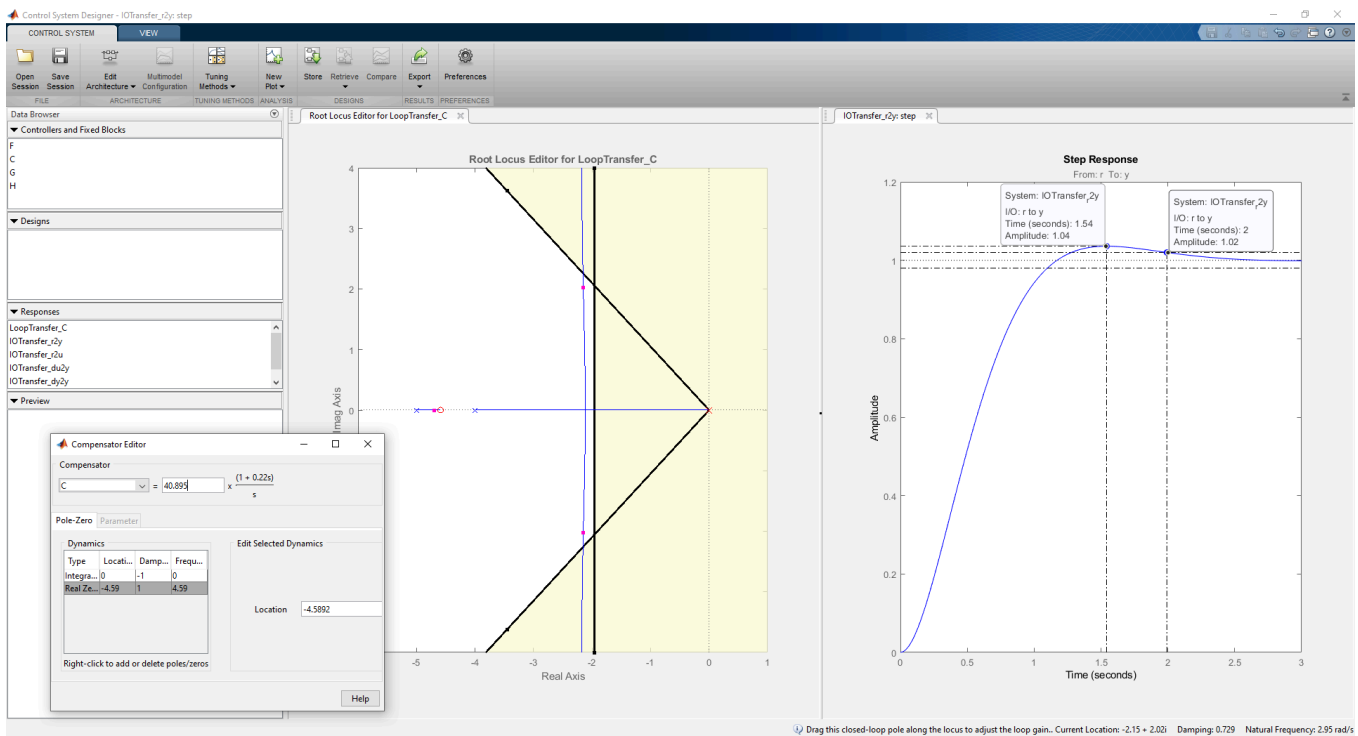 Control System Designer - IOTransfer_r2y: step
CONTROL SYSTEM VIEW
Open Session Save Session Edit Architecture Multimodel Configuration Tuning Methods New Plot Store Retrieve Compare Export Preferences
FILE ARCHITECTURE TUNING METHODS ANALYSIS DESIGNS RESULTS PREFERENCES
Data Browser
Controllers and Fixed Blocks
F
C
G
H
Designs
Responses
LoopTransfer_C
IOTransfer_r2y
IOTransfer_r2u
IOTransfer_du2y
IOTransfer_dy2y
Preview
Compensator Editor
Compensator
C = 40.895 x (1 + 0.22s)
s
Pole-Zero Parameter
Dynamics
Type Locati... Damp... Frequ...
Integra... 0 -1 0
Real Ze... -4.59 1 4.59
Right-click to add or delete poles/zeros
Edit Selected Dynamics
Location -4.5892
Help
Root Locus Editor for LoopTransfer_C
Root Locus Editor for LoopTransfer_C
4
3
2
1
0
Imag Axis
-5 -4 -3 -2 -1 0 1
Real Axis
IOTransfer_r2y: step
Step Response
From: r To: y
System: IOTransfer_r2y
I/O: r to y
Time (seconds): 1.54
Amplitude: 1.04
System: IOTransfer_r2y
I/O: r to y
Time (seconds): 2
Amplitude: 1.02
1.2
1
0.8
0.6
0.4
0.2
0
Amplitude
0 0.5 1 1.5 2 2.5 3
Time (seconds)
Drag this closed-loop pole along the locus to adjust the loop gain.. Current Location: -2.15 + 2.02i Damping: 0.729 Natural Frequency: 2.95 rad/s